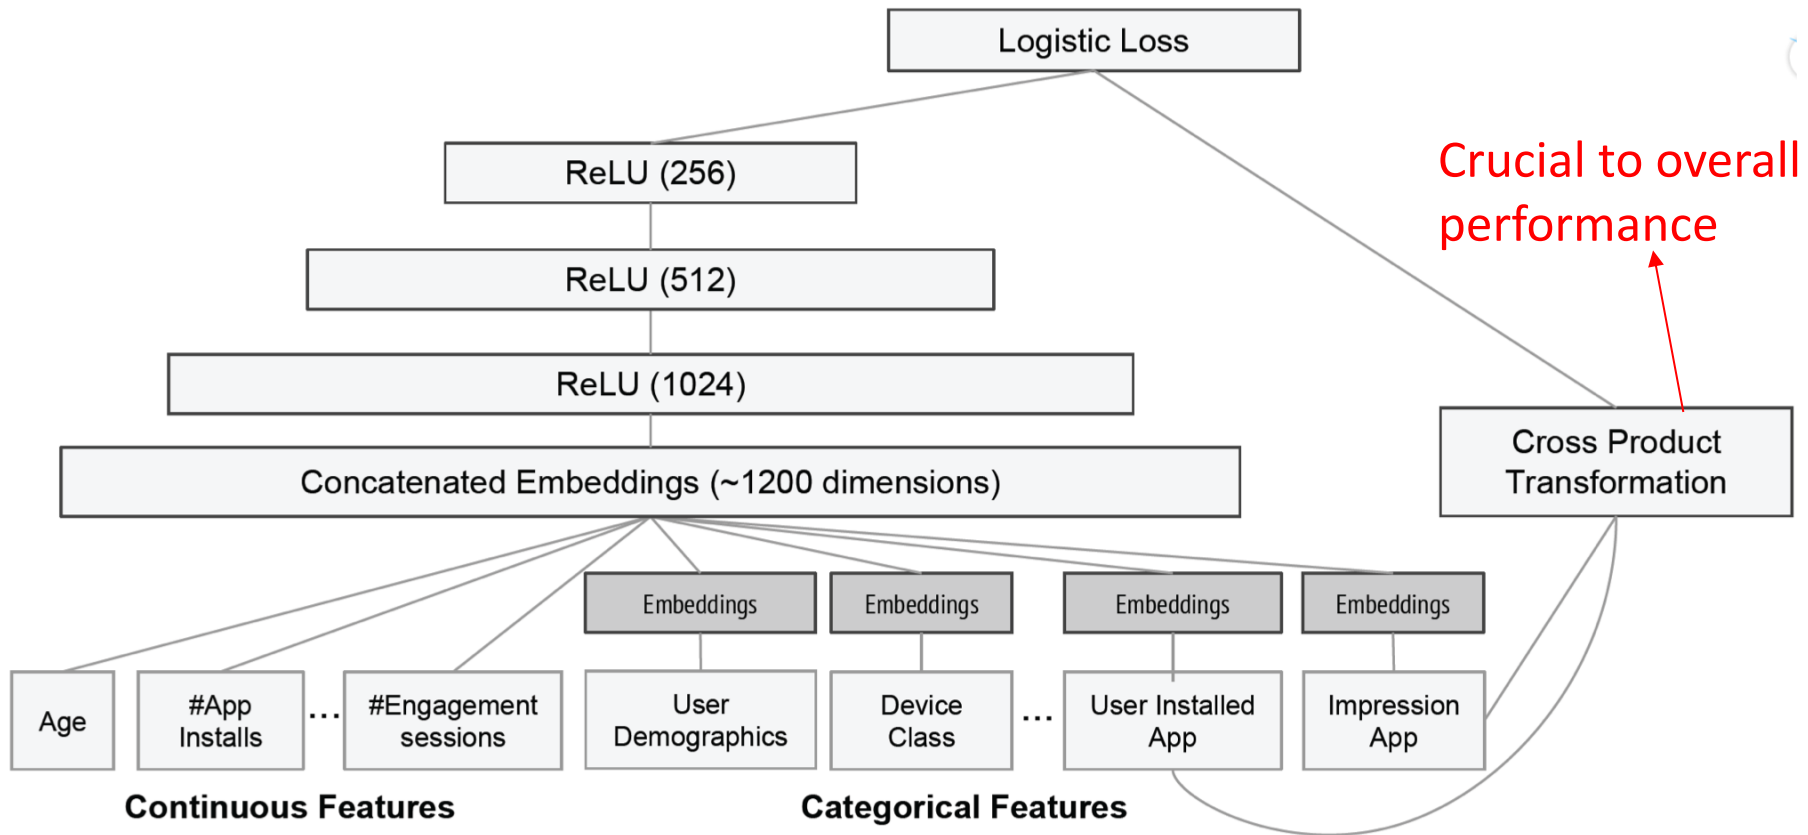 Logistic Loss
ReLU (256)
Crucial to overall
performance
ReLU (512)
ReLU (1024)
Cross Product
Transformation
Concatenated Embeddings (~1200 dimensions)
Embeddings
Embeddings
Embeddings
Embeddings
Age
#App
Installs
...
#Engagement
sessions
User
Demographics
Device
Class
...
User Installed
App
Impression
App
Continuous Features
Categorical Features